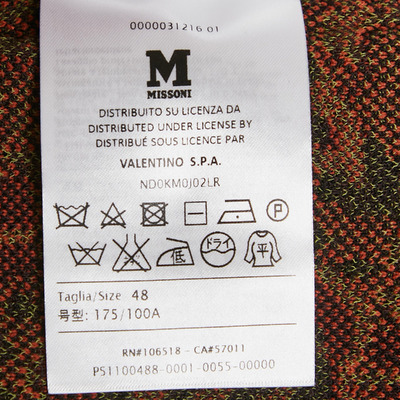 0000031216 01
M
MISSONI
DISTRIBUITO SU LICENZA DA
DISTRIBUTED UNDER LICENSE BY
DISTRIBUÉ SOUS LICENCE PAR
VALENTINO S.P.A.
ND0KM0J02LR
P
低 ドライ 平
Taglia/Size 48
号型: 175/100A
RN#106518 - CA#57011
PS1100488-0001-0055-00000